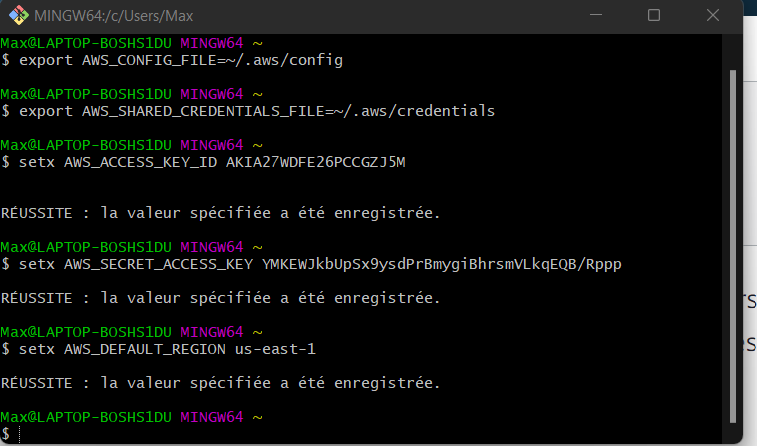 MINGW64:/c/Users/Max
Max@LAPTOP-BOSHS1DU MINGW64 ~
$ export AWS_CONFIG_FILE=~/.aws/config
Max@LAPTOP-BOSHS1DU MINGW64 ~
$ export AWS_SHARED_CREDENTIALS_FILE=~/.aws/credentials
Max@LAPTOP-BOSHS1DU MINGW64 ~
$ setx AWS_ACCESS_KEY_ID AKIA27WDFE26PCCGZJ5M
RÉUSSITE : la valeur spécifiée a été enregistrée.
Max@LAPTOP-BOSHS1DU MINGW64 ~
$ setx AWS_SECRET_ACCESS_KEY YMKEWJkbUpSx9ysdPrBmygiBhrsmVLkqEQB/Rppp
RÉUSSITE : la valeur spécifiée a été enregistrée.
Max@LAPTOP-BOSHS1DU MINGW64 ~
$ setx AWS_DEFAULT_REGION us-east-1
RÉUSSITE : la valeur spécifiée a été enregistrée.
Max@LAPTOP-BOSHS1DU MINGW64 ~
$